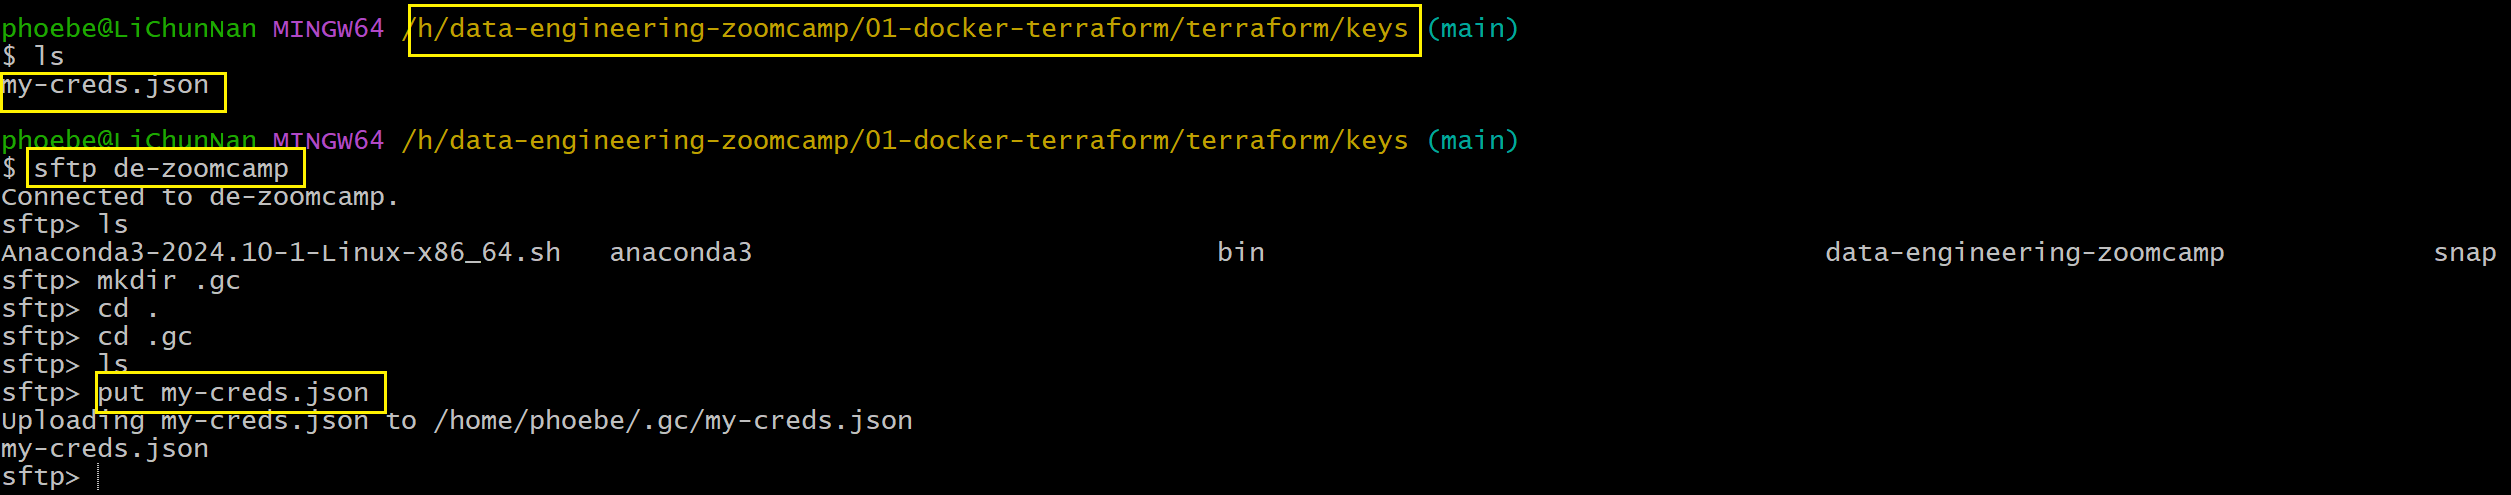 phoebe@LiChunNan MINGW64 /h/data-engineering-zoomcamp/01-docker-terraform/terraform/keys (main)
$ ls
my-creds.json
phoebe@LiChunNan MINGW64 /h/data-engineering-zoomcamp/01-docker-terraform/terraform/keys (main)
$ sftp de-zoomcamp
Connected to de-zoomcamp.
sftp> ls
Anaconda3-2024.10-1-Linux-x86_64.sh anaconda3 bin data-engineering-zoomcamp snap
sftp> mkdir .gc
sftp> cd .
sftp> cd .gc
sftp> ls
sftp> put my-creds.json
Uploading my-creds.json to /home/phoebe/.gc/my-creds.json
my-creds.json
sftp>